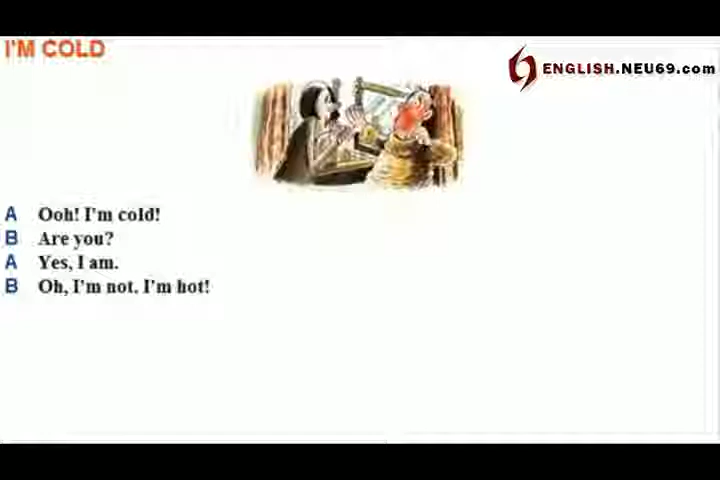 I'M COLD
ENGLISH.NEU69.com
A Ooh! I'm cold!
B Are you?
A Yes, I am.
B Oh, I'm not. I'm hot!